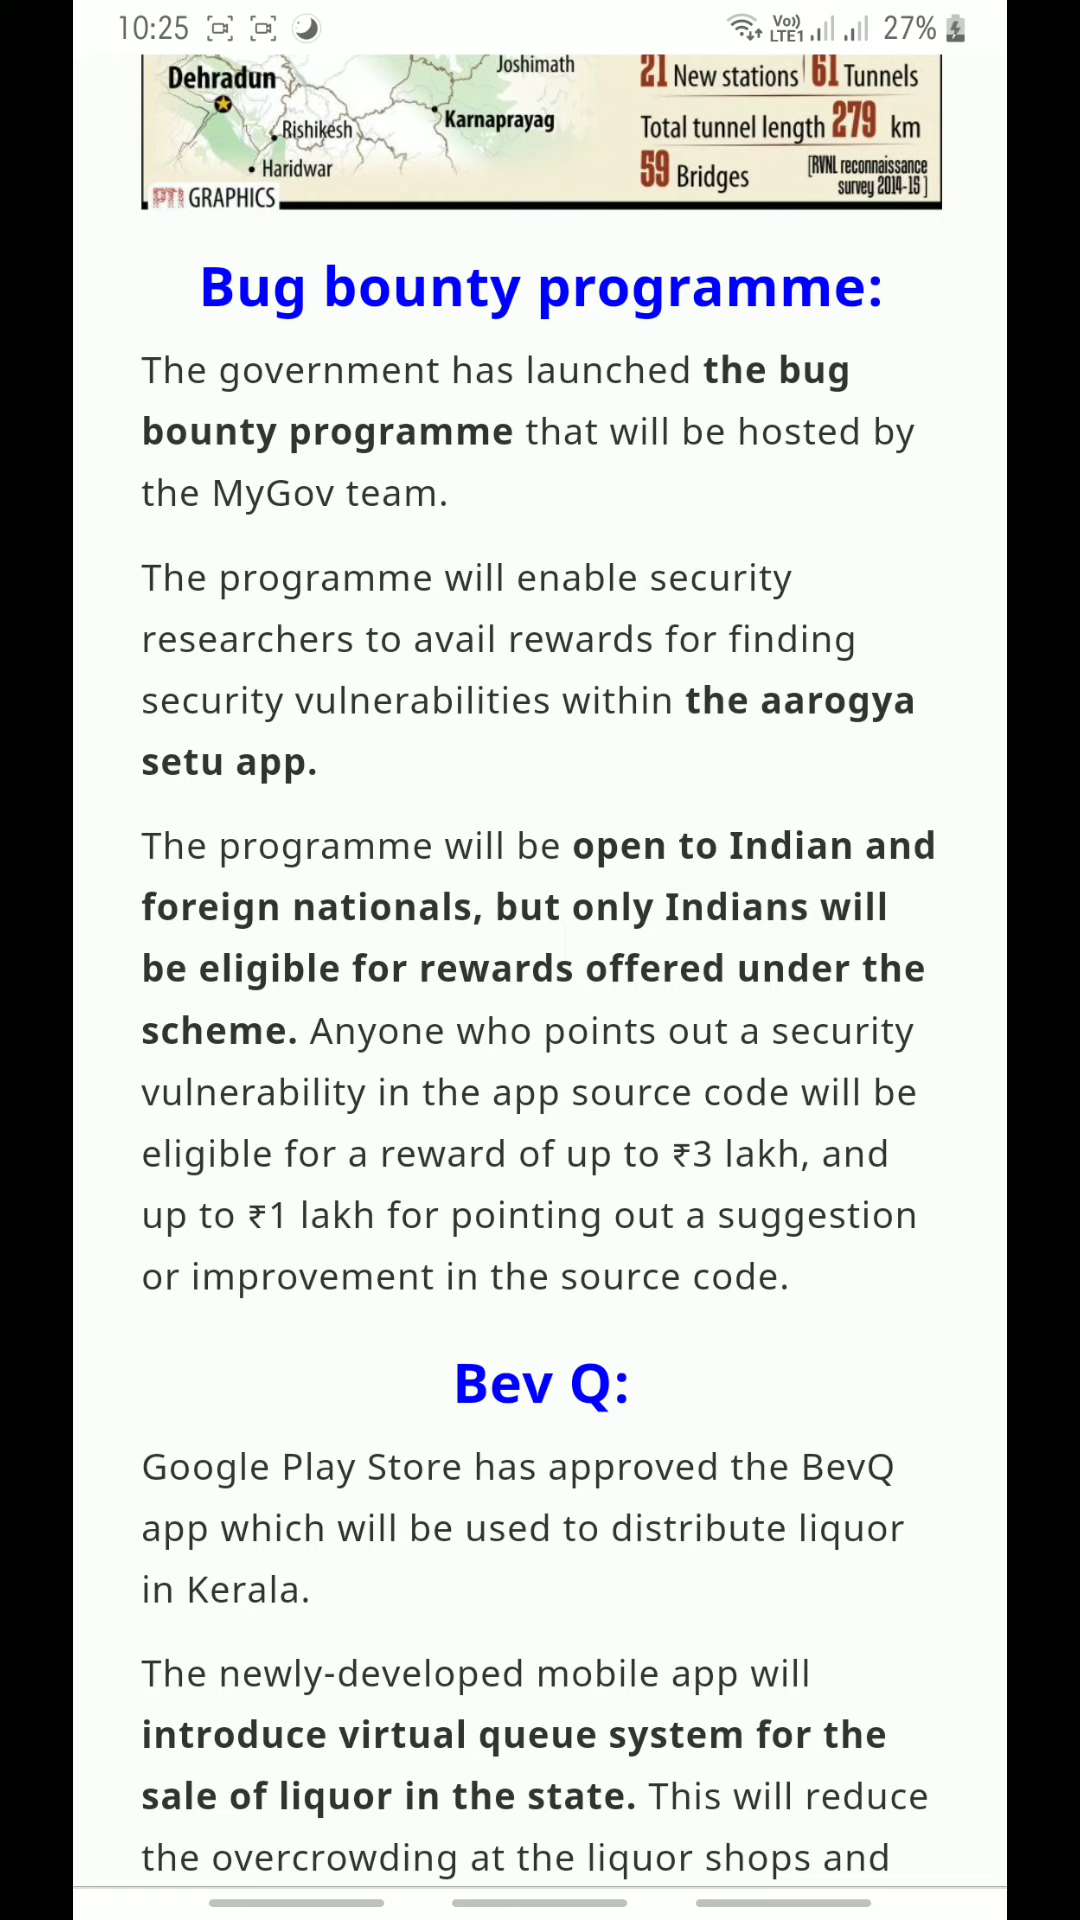 10:25 Vo)) LTE1 27%
Joshimath
Dehradun
Karnaprayag
Rishikesh
Haridwar
PTI GRAPHICS
21 New stations 61 Tunnels
Total tunnel length 279 km
59 Bridges [RVNL reconnaissance
survey 2014-15]
Bug bounty programme:
The government has launched the bug
bounty programme that will be hosted by
the MyGov team.
The programme will enable security
researchers to avail rewards for finding
security vulnerabilities within the aarogya
setu app.
The programme will be open to Indian and
foreign nationals, but only Indians will
be eligible for rewards offered under the
scheme. Anyone who points out a security
vulnerability in the app source code will be
eligible for a reward of up to ₹3 lakh, and
up to ₹1 lakh for pointing out a suggestion
or improvement in the source code.
Bev Q:
Google Play Store has approved the BevQ
app which will be used to distribute liquor
in Kerala.
The newly-developed mobile app will
introduce virtual queue system for the
sale of liquor in the state. This will reduce
the overcrowding at the liquor shops and